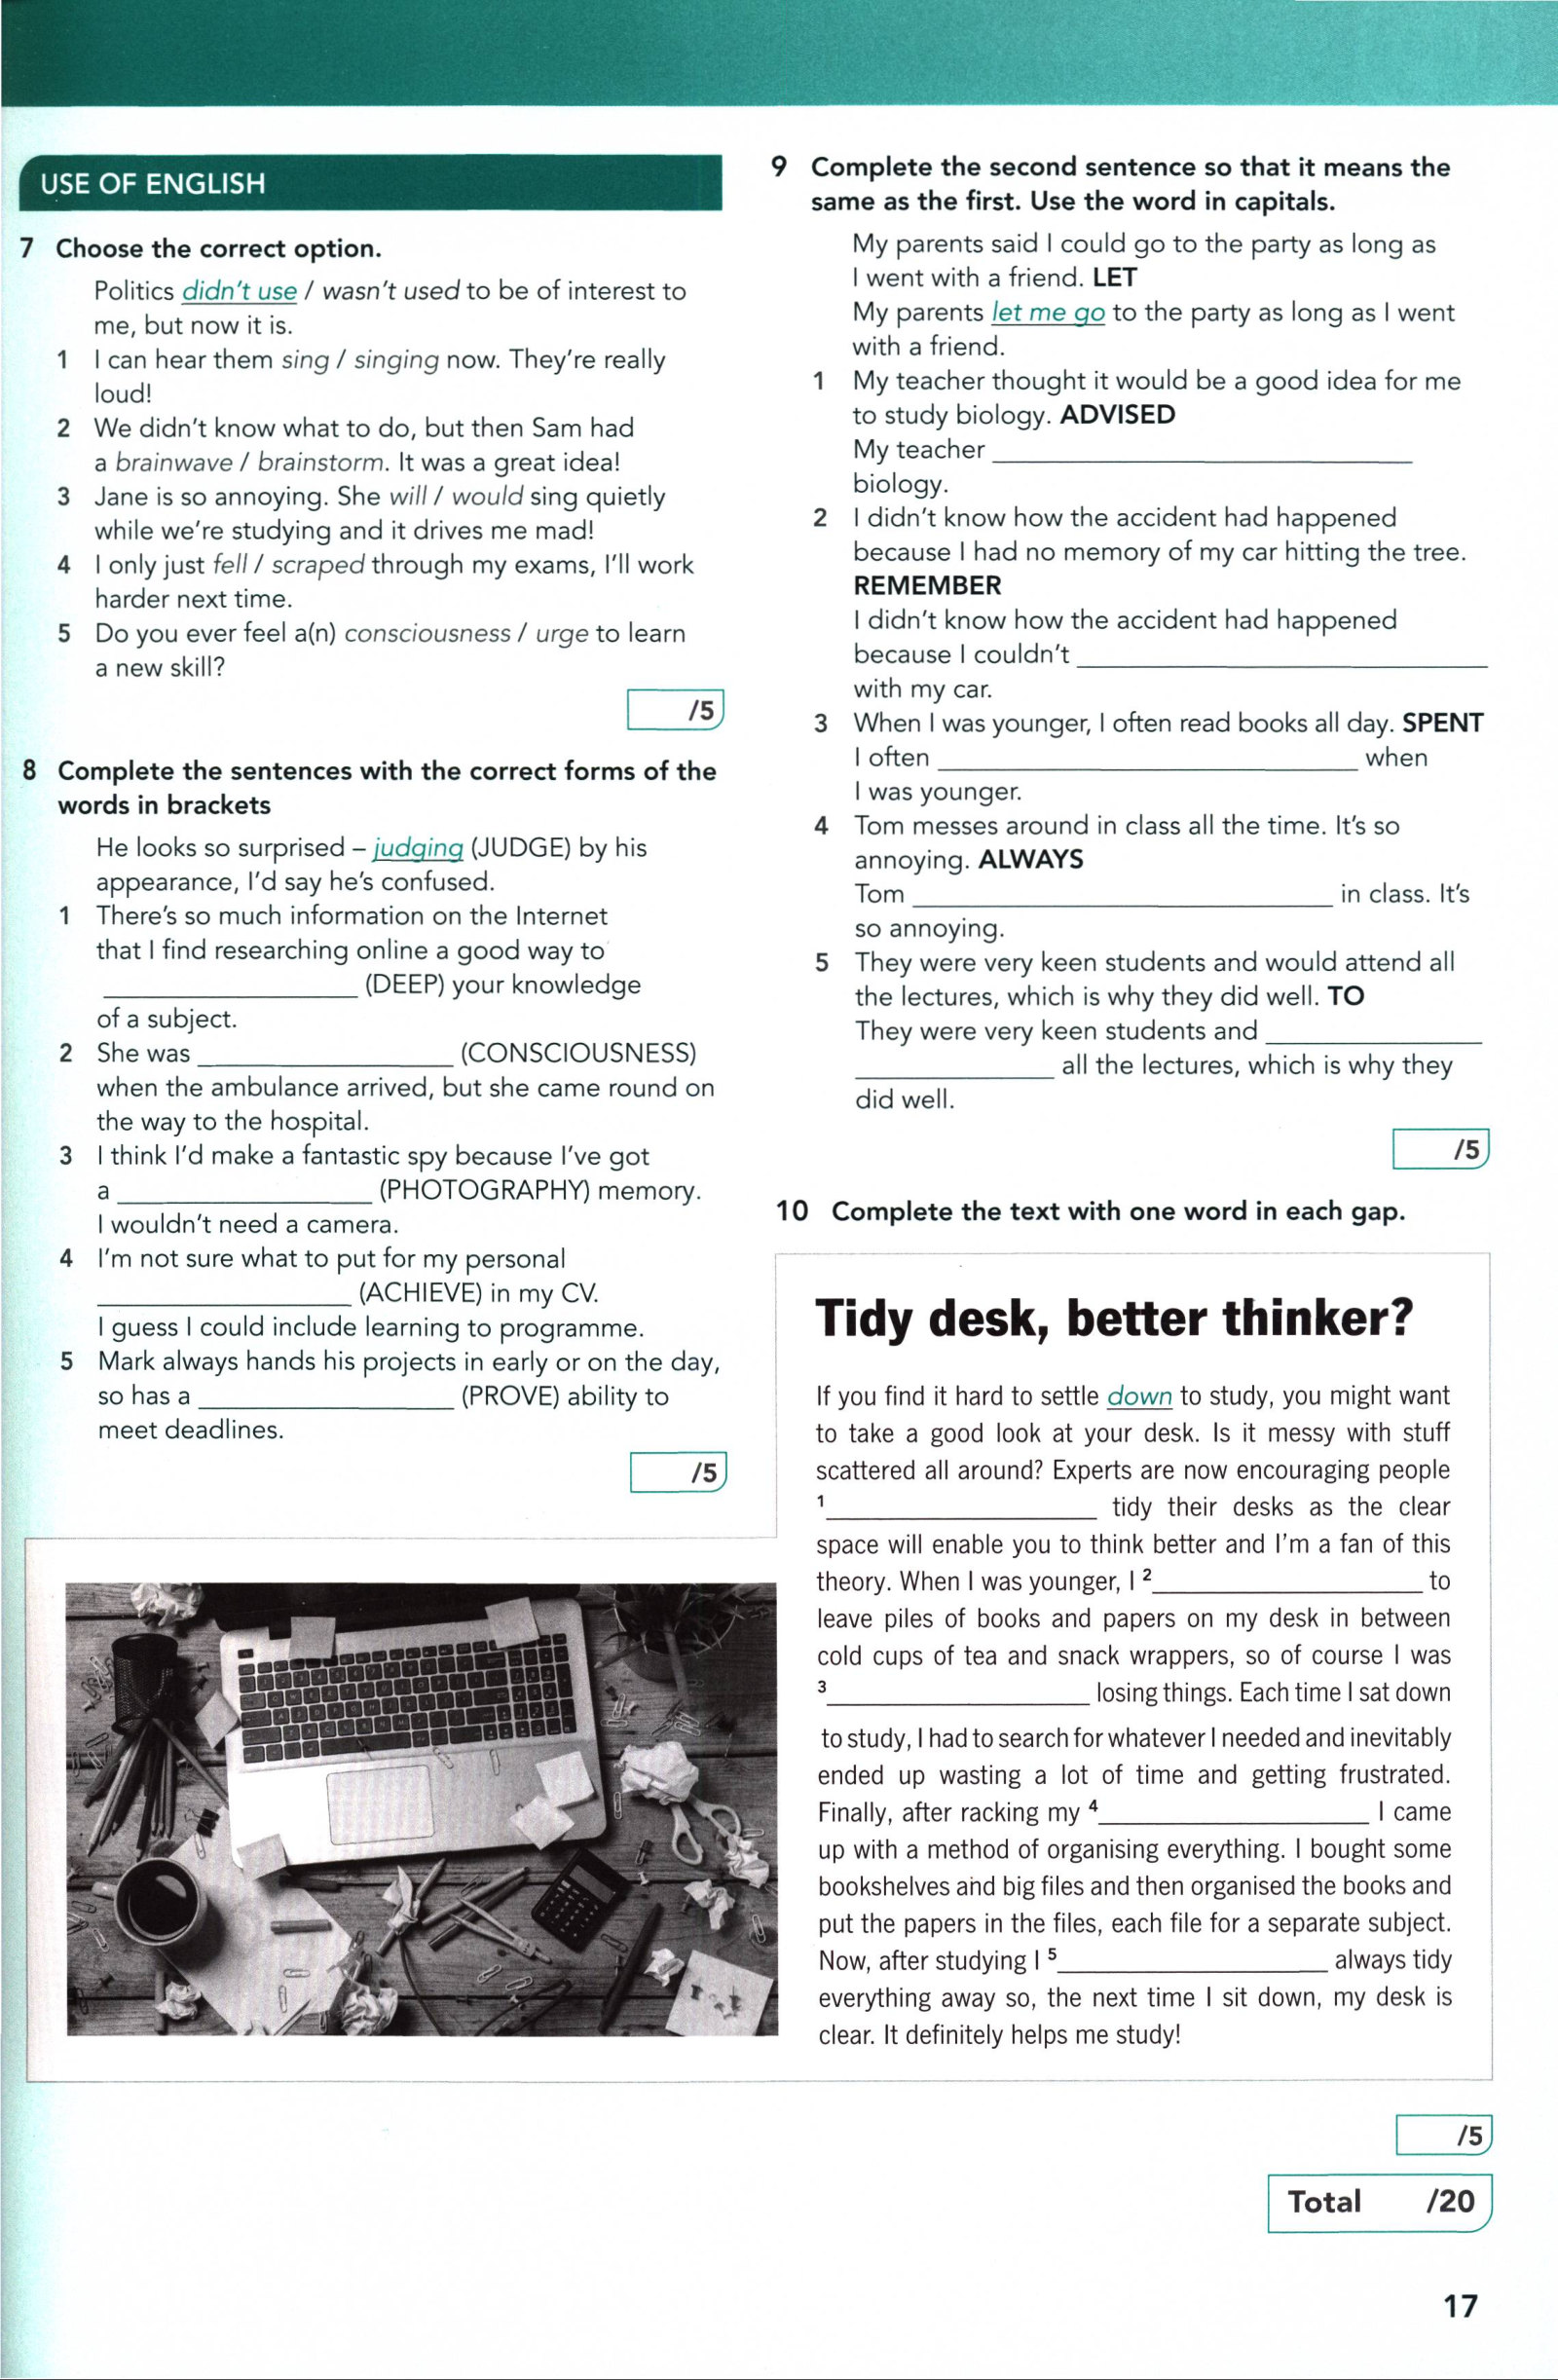 USE OF ENGLISH
7 Choose the correct option.
Politics didn't use / wasn't used to be of interest to
me, but now it is.
1 I can hear them sing / singing now. They're really
loud!
2 We didn't know what to do, but then Sam had
a brainwave / brainstorm. It was a great idea!
3 Jane is so annoying. She will / would sing quietly
while we're studying and it drives me mad!
4 I only just fell / scraped through my exams, I'll work
harder next time.
5 Do you ever feel a(n) consciousness / urge to learn
a new skill?
/5
8 Complete the sentences with the correct forms of the
words in brackets
He looks so surprised – judging (JUDGE) by his
appearance, I'd say he's confused.
1 There's so much information on the Internet
that I find researching online a good way to
____________ (DEEP) your knowledge
of a subject.
2 She was ____________ (CONSCIOUSNESS)
when the ambulance arrived, but she came round on
the way to the hospital.
3 I think I'd make a fantastic spy because I've got
a ____________ (PHOTOGRAPHY) memory.
I wouldn't need a camera.
4 I'm not sure what to put for my personal
____________ (ACHIEVE) in my CV.
I guess I could include learning to programme.
5 Mark always hands his projects in early or on the day,
so has a ____________ (PROVE) ability to
meet deadlines.
/5
9 Complete the second sentence so that it means the
same as the first. Use the word in capitals.
My parents said I could go to the party as long as
I went with a friend. LET
My parents let me go to the party as long as I went
with a friend.
1 My teacher thought it would be a good idea for me
to study biology. ADVISED
My teacher ____________
biology.
2 I didn't know how the accident had happened
because I had no memory of my car hitting the tree.
REMEMBER
I didn't know how the accident had happened
because I couldn't ____________
with my car.
3 When I was younger, I often read books all day. SPENT
I often ____________ when
I was younger.
4 Tom messes around in class all the time. It's so
annoying. ALWAYS
Tom ____________ in class. It's
so annoying.
5 They were very keen students and would attend all
the lectures, which is why they did well. TO
They were very keen students and ____________
____________ all the lectures, which is why they
did well.
/5
10 Complete the text with one word in each gap.
Tidy desk, better thinker?
If you find it hard to settle down to study, you might want
to take a good look at your desk. Is it messy with stuff
scattered all around? Experts are now encouraging people
1____________ tidy their desks as the clear
space will enable you to think better and I'm a fan of this
theory. When I was younger, I 2____________ to
leave piles of books and papers on my desk in between
cold cups of tea and snack wrappers, so of course I was
3____________ losing things. Each time I sat down
to study, I had to search for whatever I needed and inevitably
ended up wasting a lot of time and getting frustrated.
Finally, after racking my 4____________ I came
up with a method of organising everything. I bought some
bookshelves and big files and then organised the books and
put the papers in the files, each file for a separate subject.
Now, after studying I 5____________ always tidy
everything away so, the next time I sit down, my desk is
clear. It definitely helps me study!
/5
Total /20
17